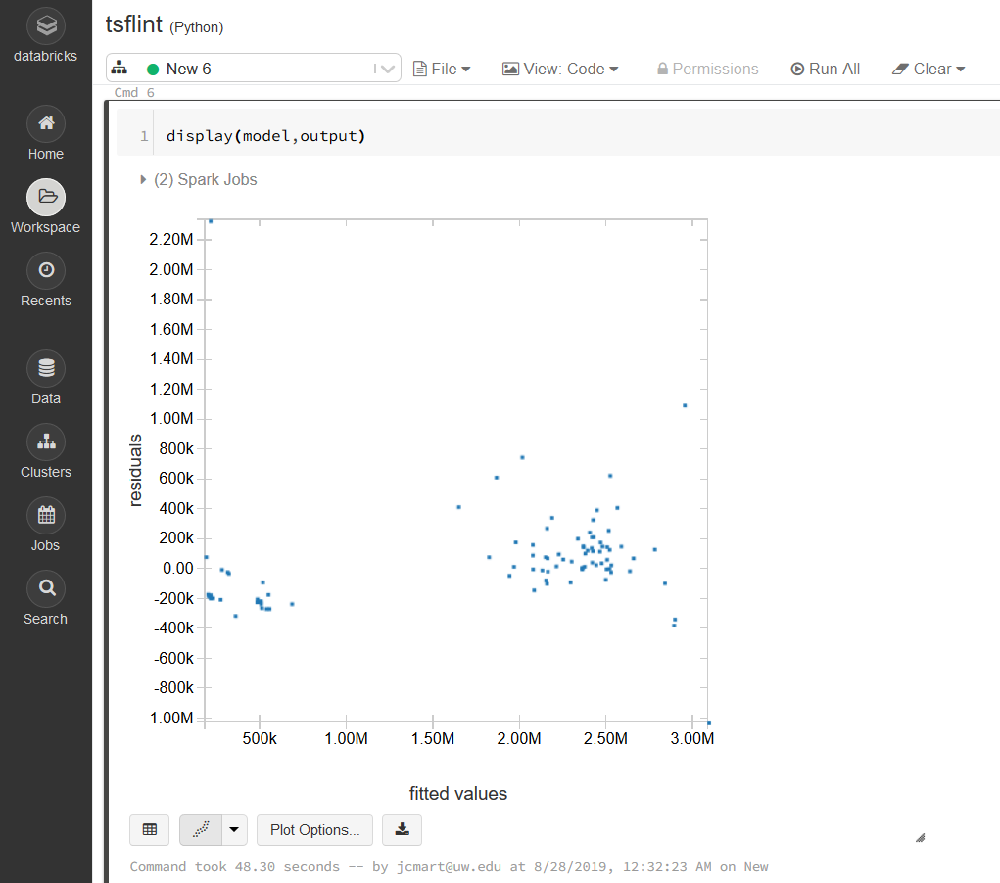 databricks
Home
Workspace
Recents
Data
Clusters
Jobs
Search
tsflint (Python)
New 6 File View: Code Permissions Run All Clear
Cmd 6
1 display(model,output)
(2) Spark Jobs
2.20M
2.00M
1.80M
1.60M
1.40M
1.20M
1.00M
800k
600k
400k
200k
0.00
-200k
-400k
-600k
-800k
-1.00M
residuals
500k 1.00M 1.50M 2.00M 2.50M 3.00M
fitted values
Plot Options...
Command took 48.30 seconds -- by jcmart@uw.edu at 8/28/2019, 12:32:23 AM on New